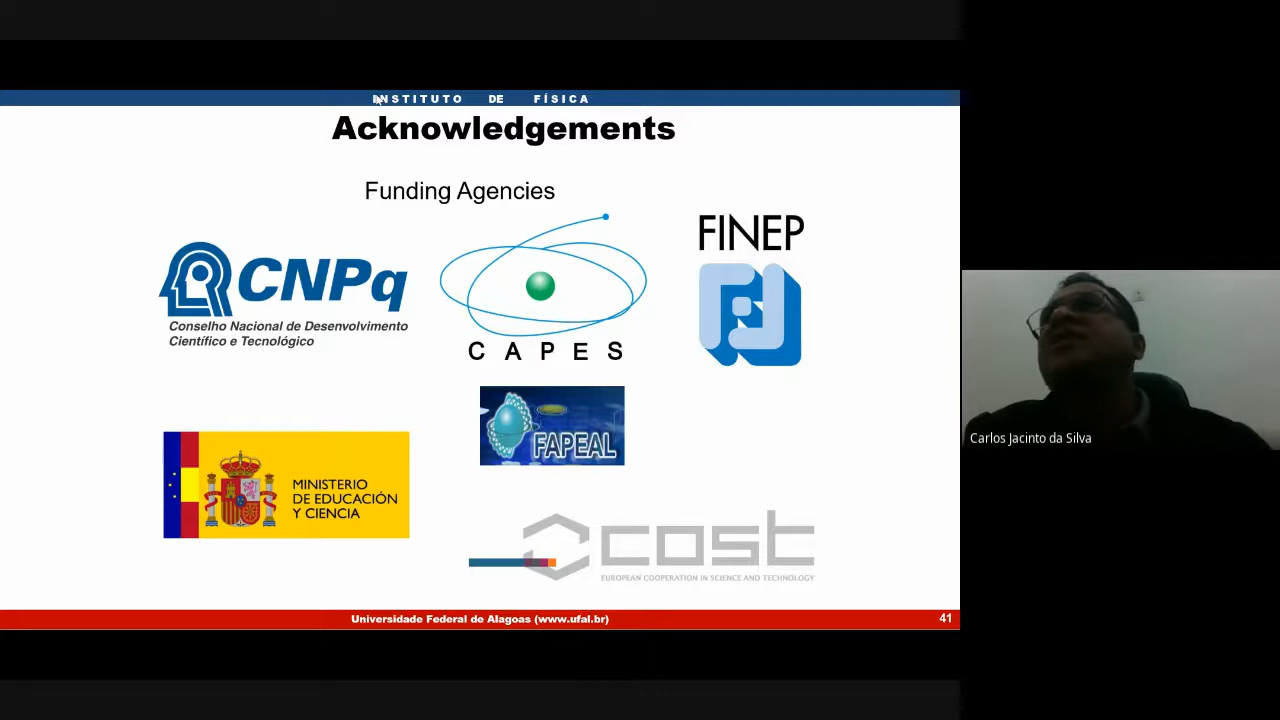 INSTITUTO DE FÍSICA
Acknowledgements
Funding Agencies
FINEP
CNPq
Conselho Nacional de Desenvolvimento
Científico e Tecnológico
CAPES
FAPEAL
MINISTERIO
DE EDUCACIÓN
Y CIENCIA
cost
EUROPEAN COOPERATION IN SCIENCE AND TECHNOLOGY
Universidade Federal de Alagoas (www.ufal.br)
41
Carlos Jacinto da Silva